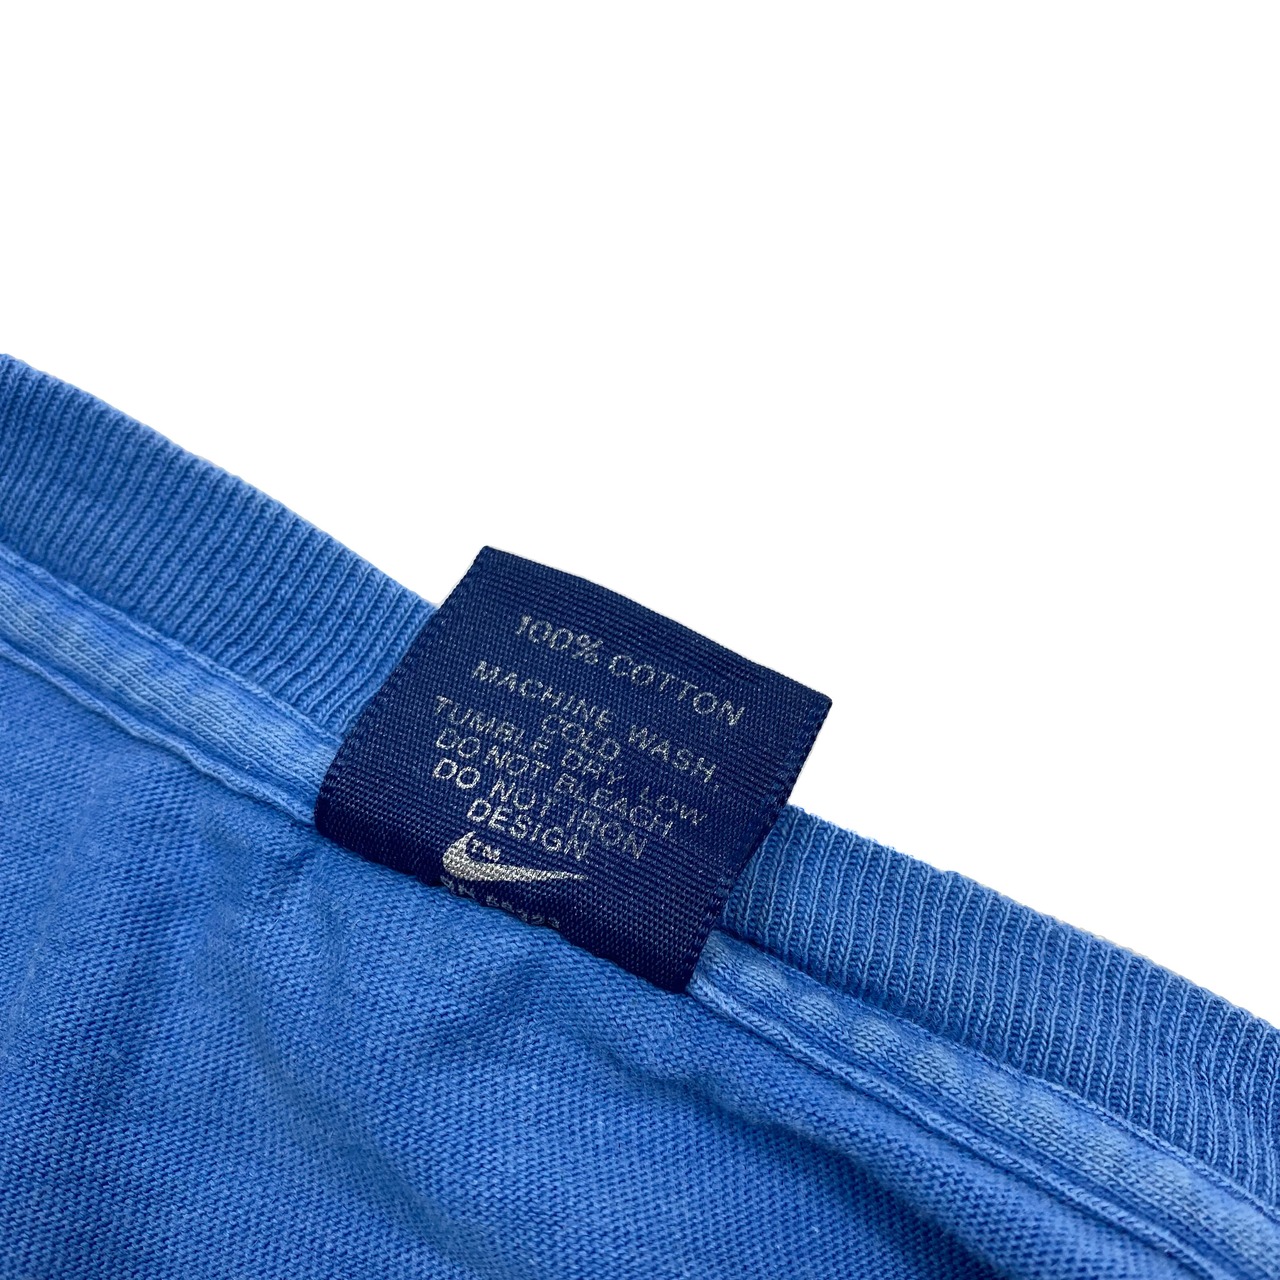 100% COTTON
MACHINE WASH,
COLD
TUMBLE DRY, LOW
DO NOT BLEACH
DO NOT IRON
DESIGN
TM